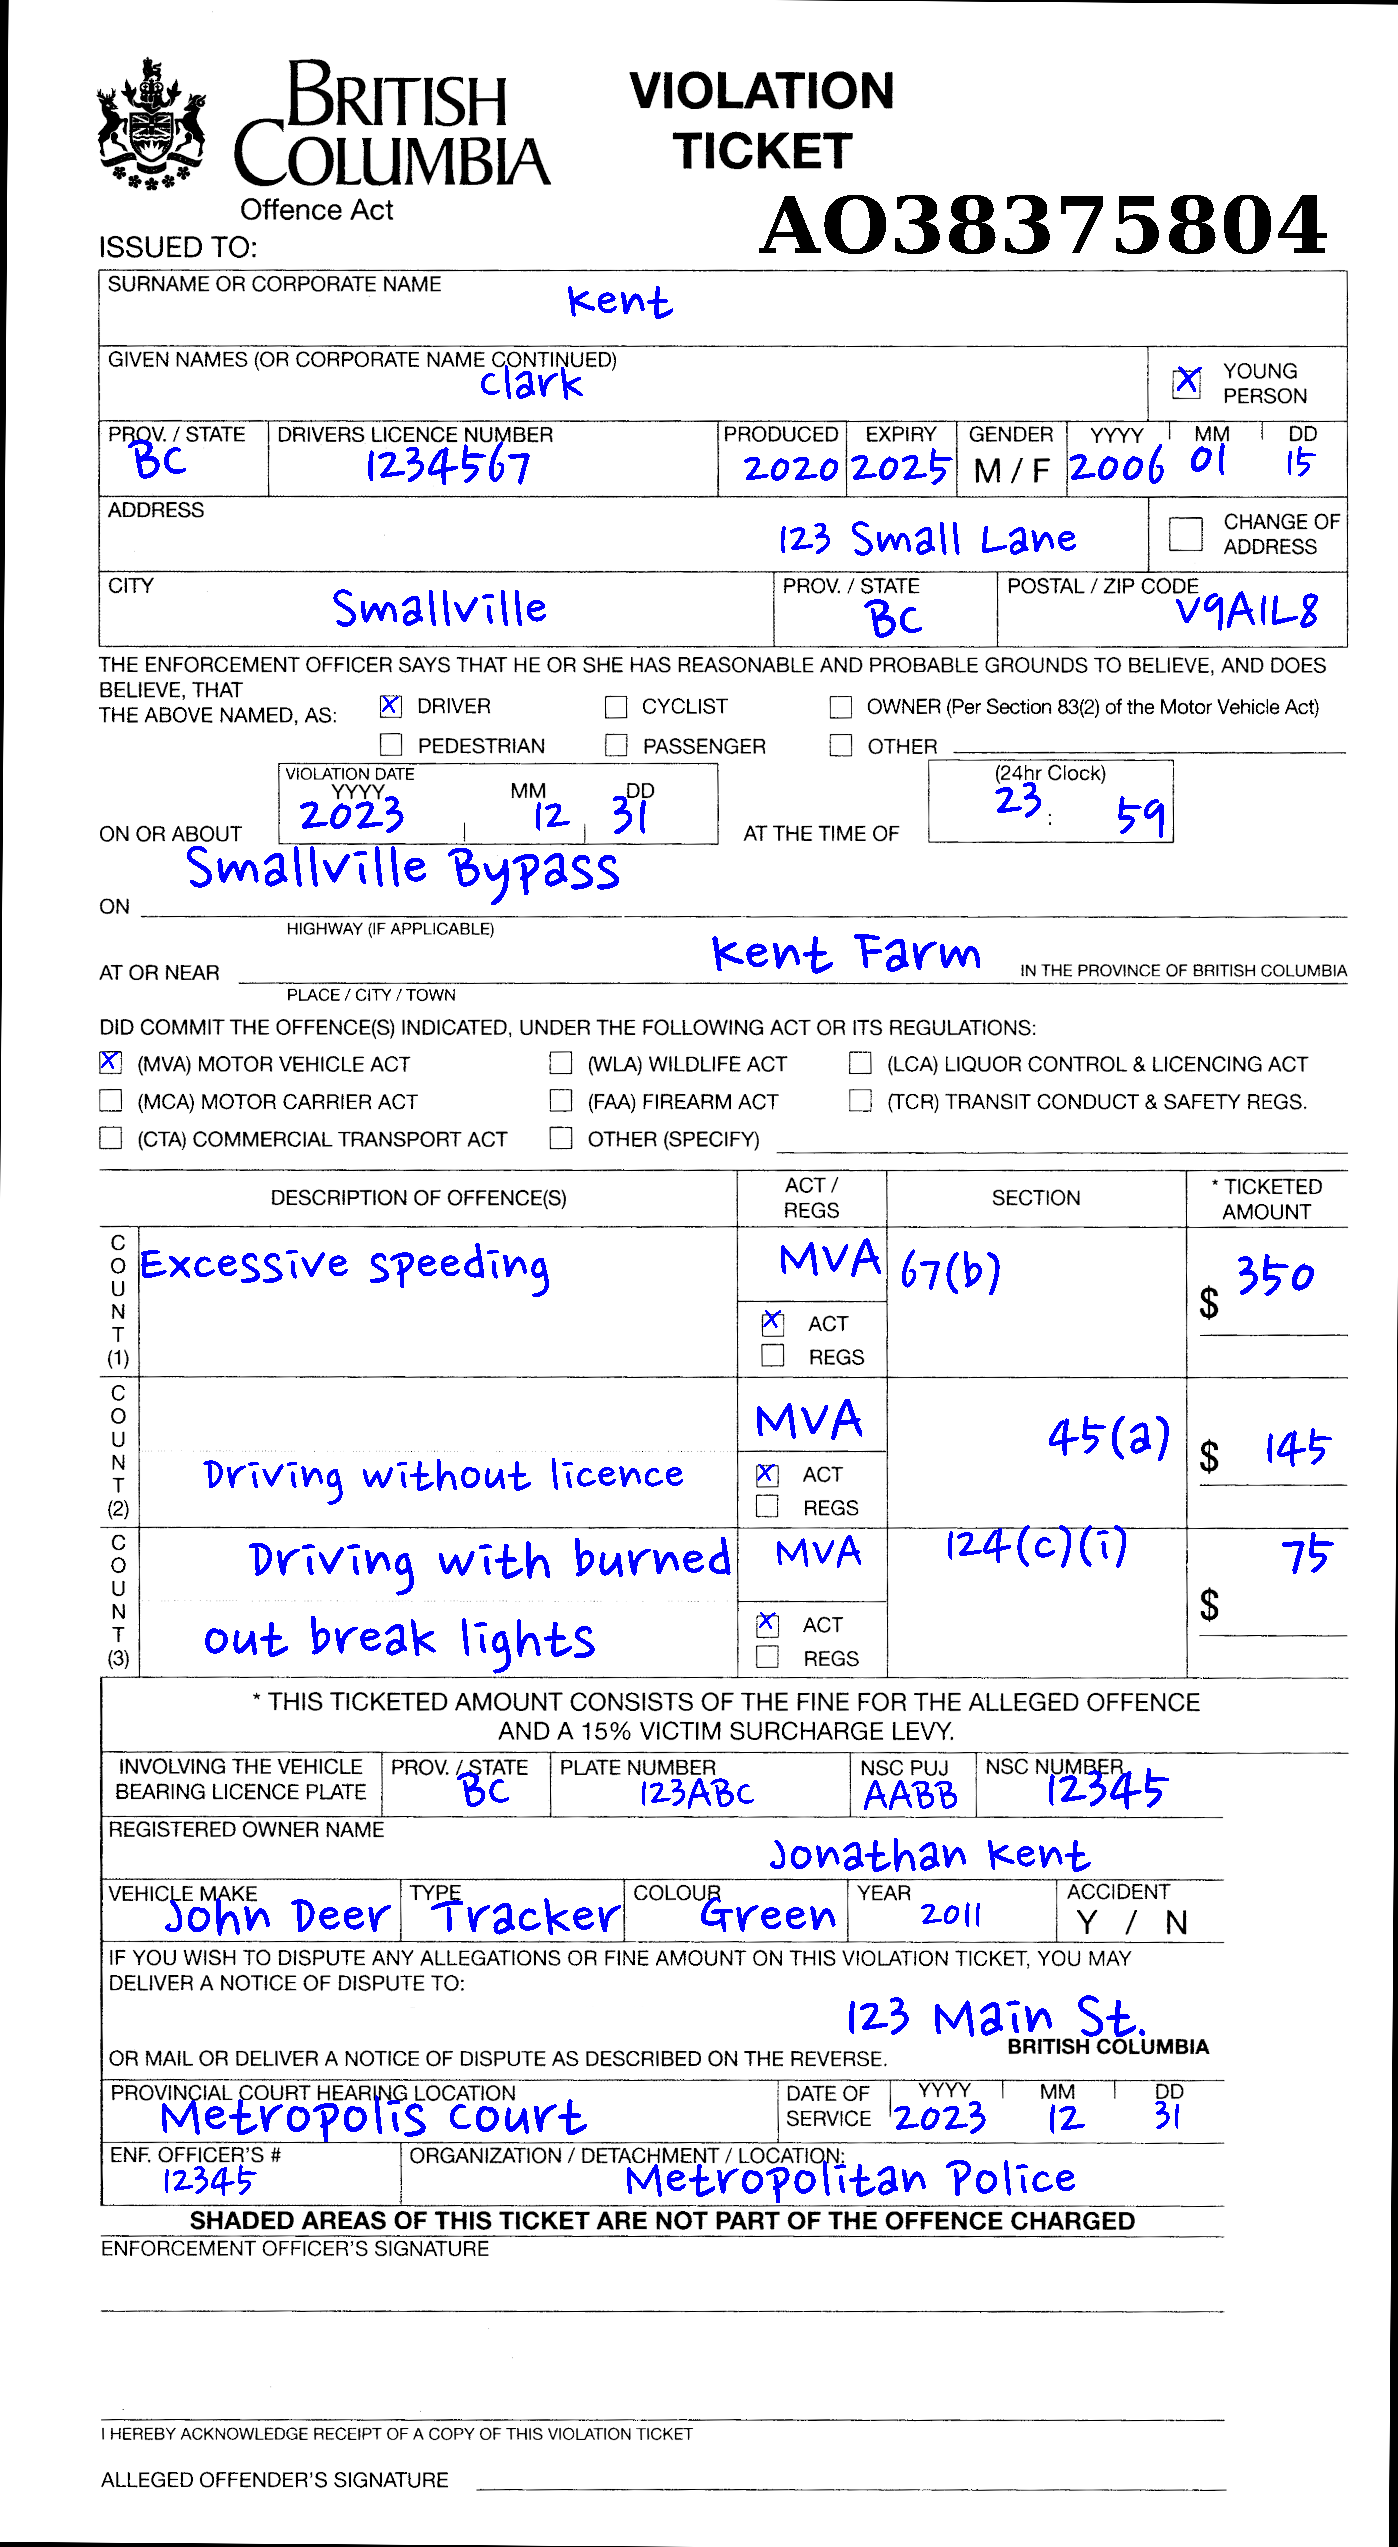 BRITISH COLUMBIA
VIOLATION TICKET
Offence Act
AO38375804
ISSUED TO:
SURNAME OR CORPORATE NAME
Kent
GIVEN NAMES (OR CORPORATE NAME CONTINUED)
Clark
X YOUNG PERSON
PROV. / STATE DRIVERS LICENCE NUMBER PRODUCED EXPIRY GENDER YYYY MM DD
BC 1234567 2020 2025 M / F 2006 01 15
ADDRESS
123 Small Lane
CHANGE OF ADDRESS
CITY PROV. / STATE POSTAL / ZIP CODE
Smallville BC V9A1L8
THE ENFORCEMENT OFFICER SAYS THAT HE OR SHE HAS REASONABLE AND PROBABLE GROUNDS TO BELIEVE, AND DOES
BELIEVE, THAT
THE ABOVE NAMED, AS: X DRIVER CYCLIST OWNER (Per Section 83(2) of the Motor Vehicle Act)
PEDESTRIAN PASSENGER OTHER
VIOLATION DATE (24hr Clock)
YYYY MM DD
ON OR ABOUT 2023 12 31 AT THE TIME OF 23 : 59
ON Smallville Bypass
HIGHWAY (IF APPLICABLE)
AT OR NEAR Kent Farm IN THE PROVINCE OF BRITISH COLUMBIA
PLACE / CITY / TOWN
DID COMMIT THE OFFENCE(S) INDICATED, UNDER THE FOLLOWING ACT OR ITS REGULATIONS:
X (MVA) MOTOR VEHICLE ACT (WLA) WILDLIFE ACT (LCA) LIQUOR CONTROL & LICENCING ACT
(MCA) MOTOR CARRIER ACT (FAA) FIREARM ACT (TCR) TRANSIT CONDUCT & SAFETY REGS.
(CTA) COMMERCIAL TRANSPORT ACT OTHER (SPECIFY)
DESCRIPTION OF OFFENCE(S) ACT / REGS SECTION * TICKETED AMOUNT
COUNT (1) Excessive speeding MVA 67(b) $ 350
X ACT
REGS
COUNT (2) Driving without licence MVA 45(a) $ 145
X ACT
REGS
COUNT (3) Driving with burned MVA 124(c)(i) $ 75
out break lights X ACT
REGS
* THIS TICKETED AMOUNT CONSISTS OF THE FINE FOR THE ALLEGED OFFENCE
AND A 15% VICTIM SURCHARGE LEVY.
INVOLVING THE VEHICLE BEARING LICENCE PLATE PROV. / STATE PLATE NUMBER NSC PUJ NSC NUMBER
BC 123ABC AABB 12345
REGISTERED OWNER NAME
Jonathan Kent
VEHICLE MAKE TYPE COLOUR YEAR ACCIDENT
John Deer Tracker Green 2011 Y / N
IF YOU WISH TO DISPUTE ANY ALLEGATIONS OR FINE AMOUNT ON THIS VIOLATION TICKET, YOU MAY
DELIVER A NOTICE OF DISPUTE TO:
123 Main St.
BRITISH COLUMBIA
OR MAIL OR DELIVER A NOTICE OF DISPUTE AS DESCRIBED ON THE REVERSE.
PROVINCIAL COURT HEARING LOCATION DATE OF SERVICE YYYY MM DD
Metropolis court 2023 12 31
ENF. OFFICER'S # ORGANIZATION / DETACHMENT / LOCATION:
12345 Metropolitan Police
SHADED AREAS OF THIS TICKET ARE NOT PART OF THE OFFENCE CHARGED
ENFORCEMENT OFFICER'S SIGNATURE
I HEREBY ACKNOWLEDGE RECEIPT OF A COPY OF THIS VIOLATION TICKET
ALLEGED OFFENDER'S SIGNATURE